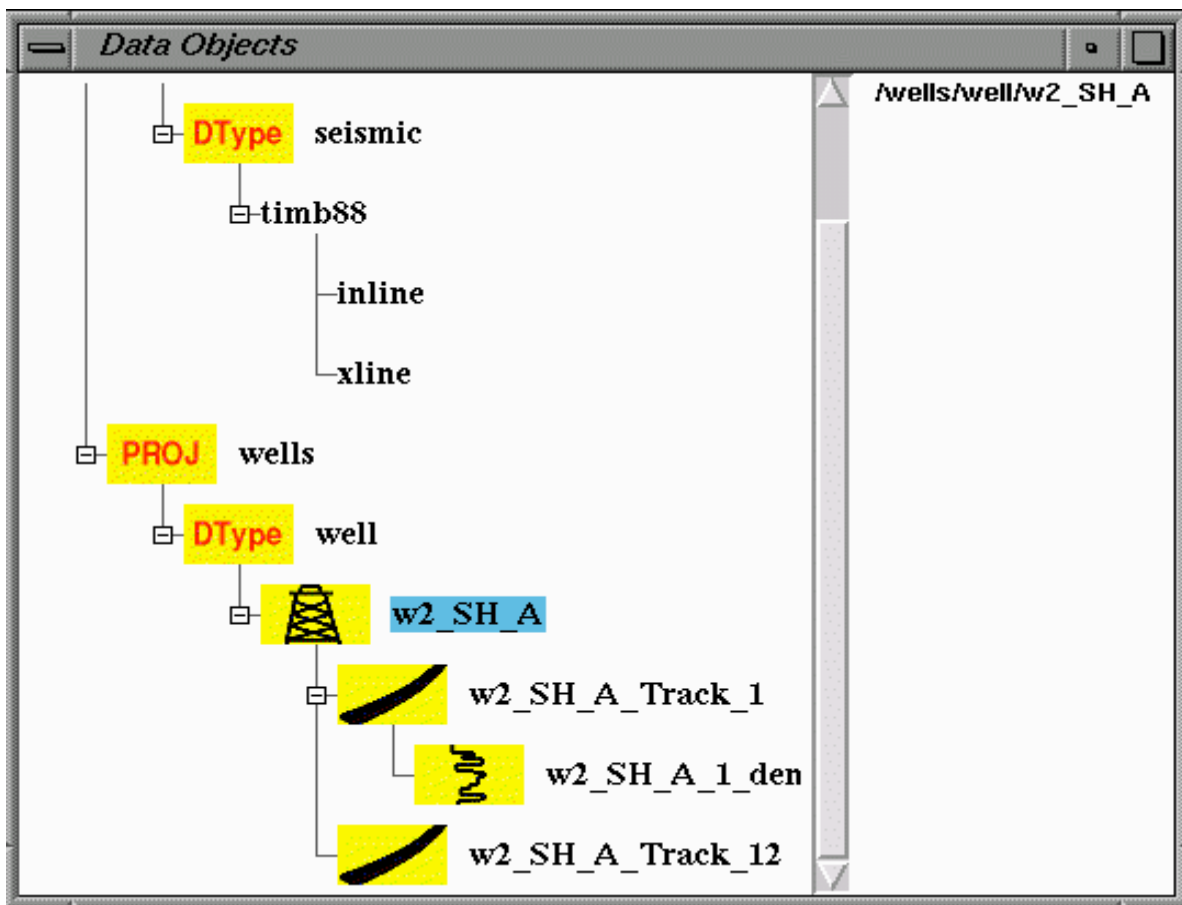 Data Objects
/wells/well/w2_SH_A
DType seismic
timb88
inline
xline
PROJ wells
DType well
w2_SH_A
w2_SH_A_Track_1
w2_SH_A_1_den
w2_SH_A_Track_12